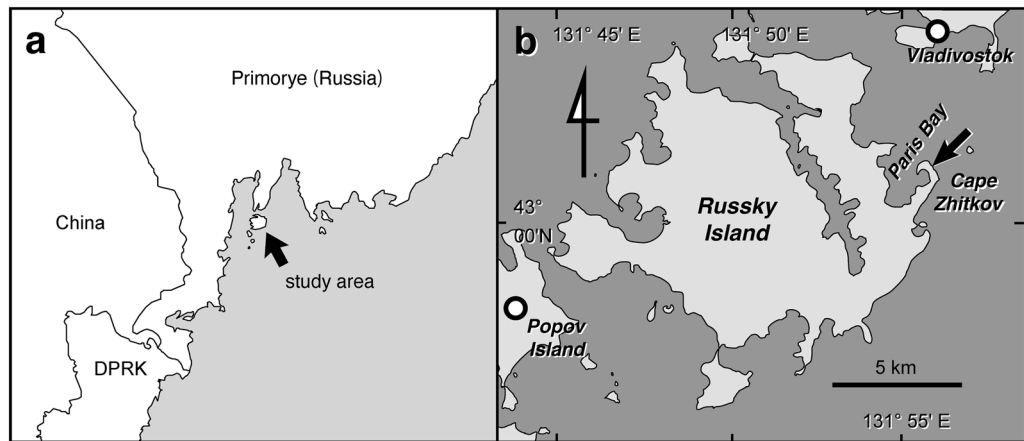 a
Primorye (Russia)
China
study area
DPRK
b
131° 45' E
131° 50' E
Vladivostok
Paris Bay
Cape
Zhitkov
Russky
Island
43°
00'N
Popov
Island
5 km
131° 55' E